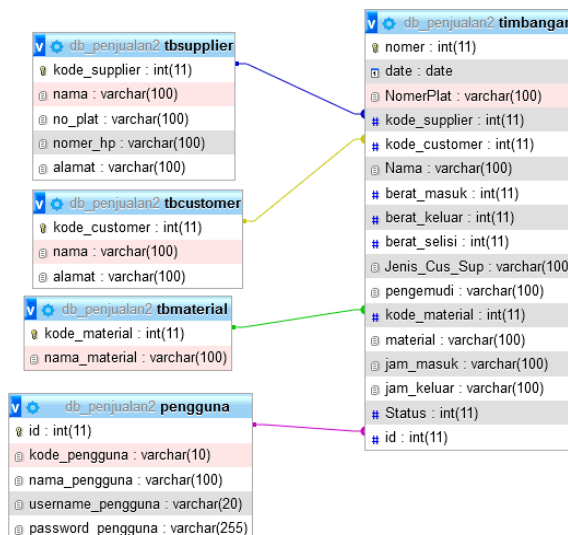 db_penjualan2 tbsupplier
kode_supplier : int(11)
nama : varchar(100)
no_plat : varchar(100)
nomer_hp : varchar(100)
alamat : varchar(100)
db_penjualan2 tbcustomer
kode_customer : int(11)
nama : varchar(100)
alamat : varchar(100)
db_penjualan2 tbmaterial
kode_material : int(11)
nama_material : varchar(100)
db_penjualan2 pengguna
id : int(11)
kode_pengguna : varchar(10)
nama_pengguna : varchar(100)
username_pengguna : varchar(20)
password_pengguna : varchar(255)
db_penjualan2 timbangan
nomer : int(11)
date : date
NomerPlat : varchar(100)
kode_supplier : int(11)
kode_customer : int(11)
Nama : varchar(100)
berat_masuk : int(11)
berat_keluar : int(11)
berat_selisi : int(11)
Jenis_Cus_Sup : varchar(100
pengemudi : varchar(100)
kode_material : int(11)
material : varchar(100)
jam_masuk : varchar(100)
jam_keluar : varchar(100)
Status : int(11)
id : int(11)